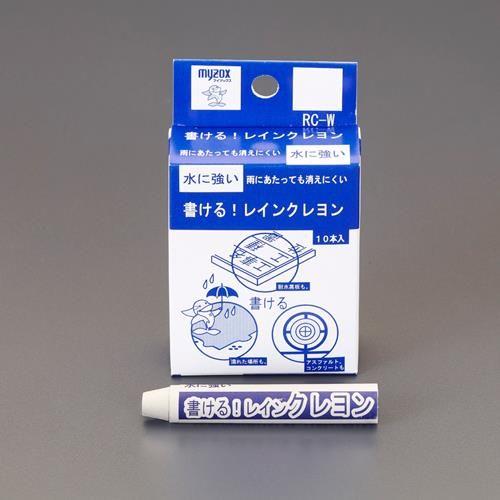 myzox
マイゾックス
RC-W
書ける！レインクレヨン
雨にあたっても消えにくい 水に強い
水に強い 雨にあたっても消えにくい
書ける！レインクレヨン
10本入
耐水黒板も。
書ける
濡れた場所も。
アスファルト、
コンクリートも
水に強い
書ける！レインクレヨン